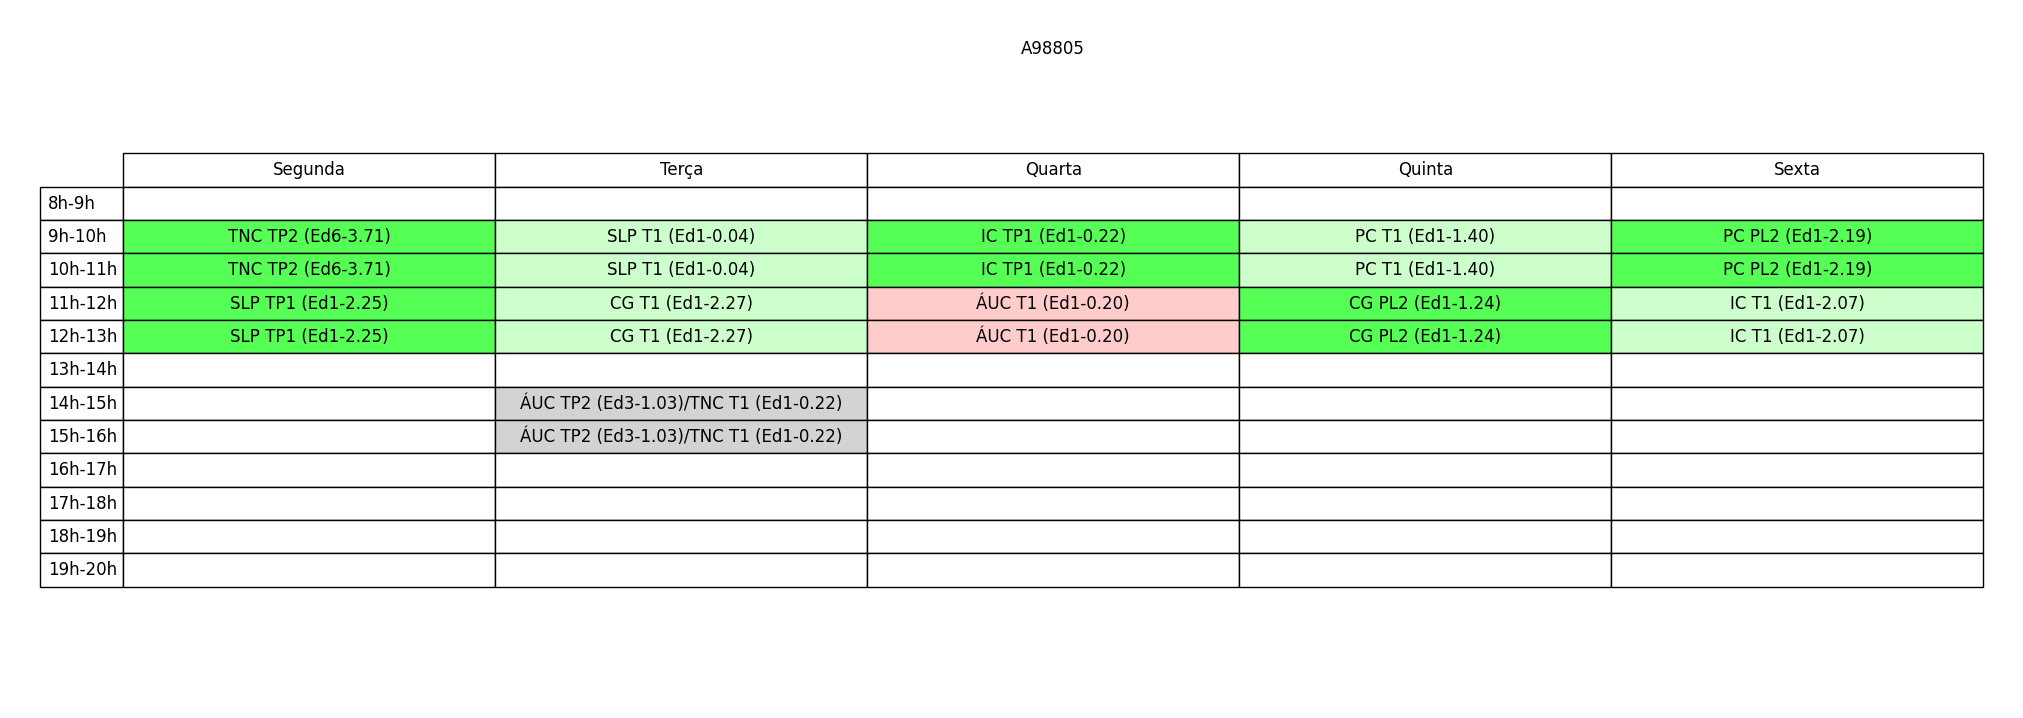 A98805
Segunda Terça Quarta Quinta Sexta
8h-9h
9h-10h TNC TP2 (Ed6-3.71) SLP T1 (Ed1-0.04) IC TP1 (Ed1-0.22) PC T1 (Ed1-1.40) PC PL2 (Ed1-2.19)
10h-11h TNC TP2 (Ed6-3.71) SLP T1 (Ed1-0.04) IC TP1 (Ed1-0.22) PC T1 (Ed1-1.40) PC PL2 (Ed1-2.19)
11h-12h SLP TP1 (Ed1-2.25) CG T1 (Ed1-2.27) ÁUC T1 (Ed1-0.20) CG PL2 (Ed1-1.24) IC T1 (Ed1-2.07)
12h-13h SLP TP1 (Ed1-2.25) CG T1 (Ed1-2.27) ÁUC T1 (Ed1-0.20) CG PL2 (Ed1-1.24) IC T1 (Ed1-2.07)
13h-14h
14h-15h ÁUC TP2 (Ed3-1.03)/TNC T1 (Ed1-0.22)
15h-16h ÁUC TP2 (Ed3-1.03)/TNC T1 (Ed1-0.22)
16h-17h
17h-18h
18h-19h
19h-20h